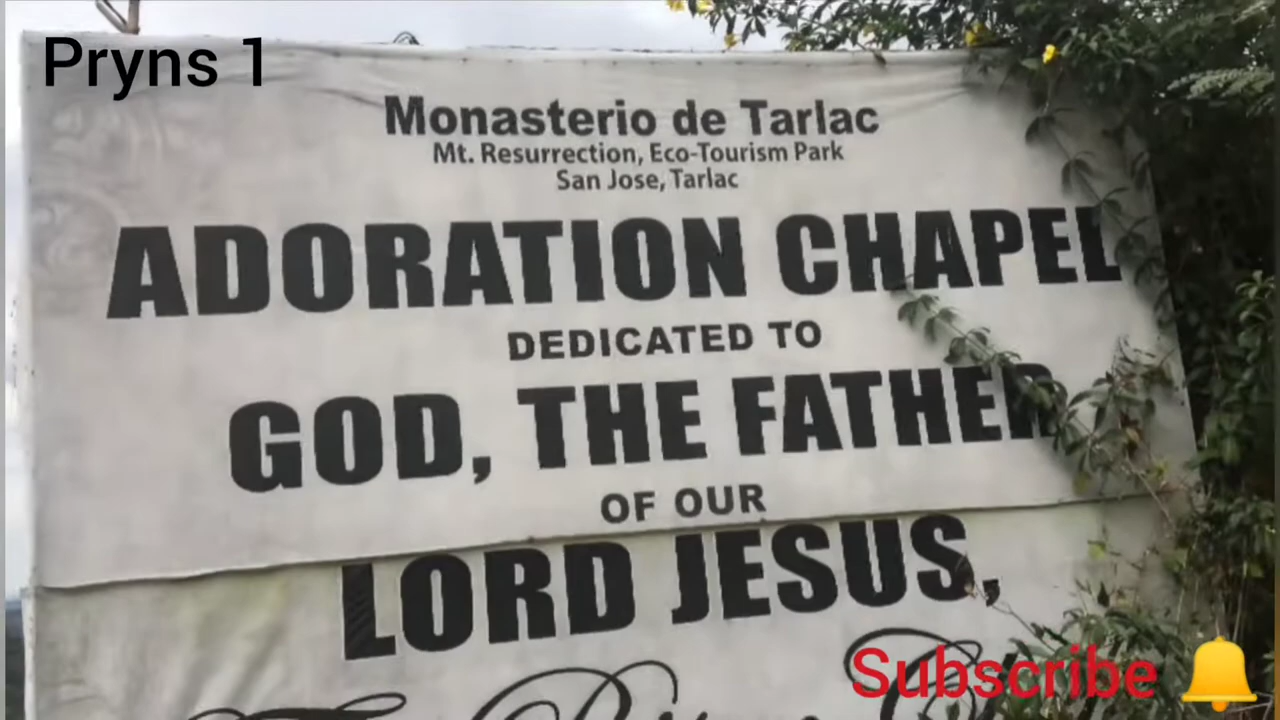 Pryns 1
Monasterio de Tarlac
Mt. Resurrection, Eco-Tourism Park
San Jose, Tarlac
ADORATION CHAPEL
DEDICATED TO
GOD, THE FATHER
OF OUR
LORD JESUS,
Subscribe